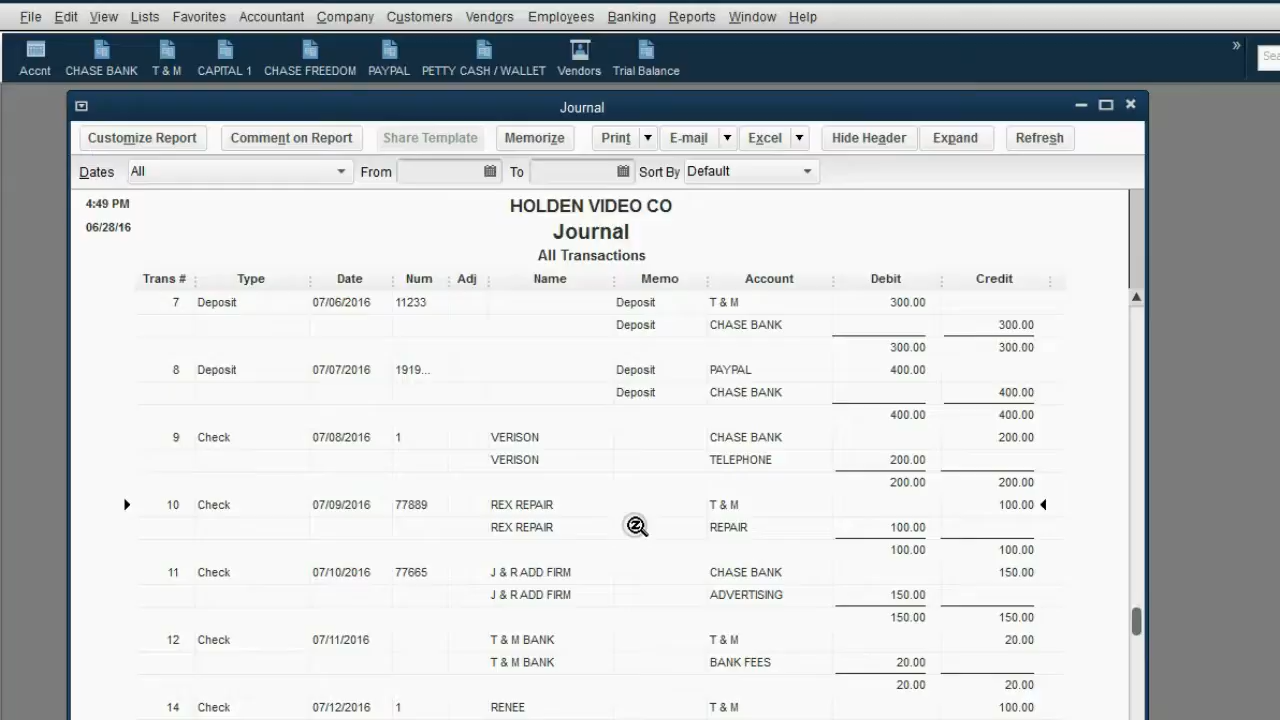 File Edit View Lists Favorites Accountant Company Customers Vendors Employees Banking Reports Window Help
Accnt CHASE BANK T & M CAPITAL 1 CHASE FREEDOM PAYPAL PETTY CASH / WALLET Vendors Trial Balance » Sea
Journal
Customize Report Comment on Report Share Template Memorize Print E-mail Excel Hide Header Expand Refresh
Dates All From To Sort By Default
4:49 PM HOLDEN VIDEO CO
06/28/16 Journal
All Transactions
Trans # Type Date Num Adj Name Memo Account Debit Credit
7 Deposit 07/06/2016 11233 Deposit T & M 300.00
Deposit CHASE BANK 300.00
300.00 300.00
8 Deposit 07/07/2016 1919... Deposit PAYPAL 400.00
Deposit CHASE BANK 400.00
400.00 400.00
9 Check 07/08/2016 1 VERISON CHASE BANK 200.00
VERISON TELEPHONE 200.00
200.00 200.00
10 Check 07/09/2016 77889 REX REPAIR T & M 100.00
REX REPAIR REPAIR 100.00
100.00 100.00
11 Check 07/10/2016 77665 J & R ADD FIRM CHASE BANK 150.00
J & R ADD FIRM ADVERTISING 150.00
150.00 150.00
12 Check 07/11/2016 T & M BANK T & M 20.00
T & M BANK BANK FEES 20.00
20.00 20.00
14 Check 07/12/2016 1 RENEE T & M 100.00